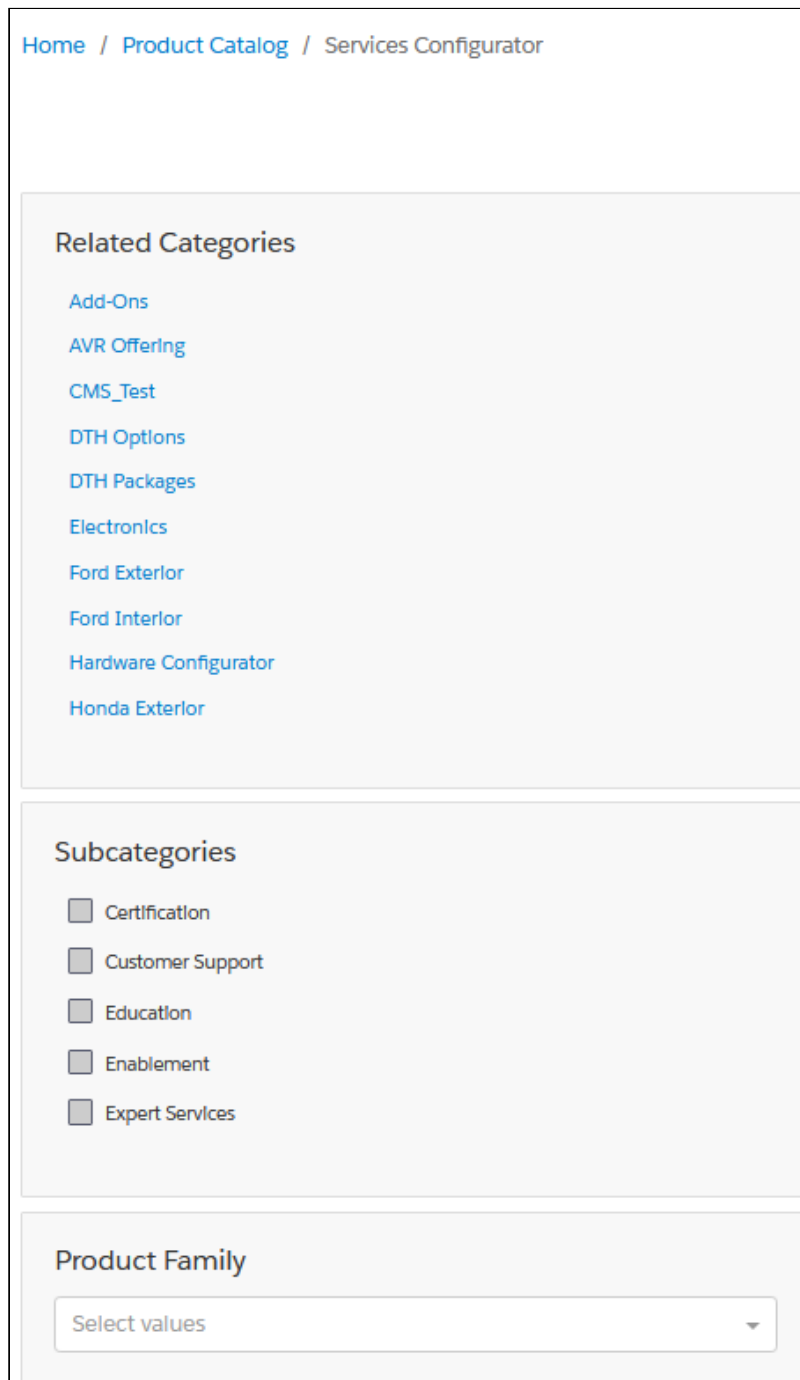 Home / Product Catalog / Services Configurator
Related Categories
Add-Ons
AVR Offering
CMS_Test
DTH Options
DTH Packages
Electronics
Ford Exterior
Ford Interior
Hardware Configurator
Honda Exterior
Subcategories
Certification
Customer Support
Education
Enablement
Expert Services
Product Family
Select values